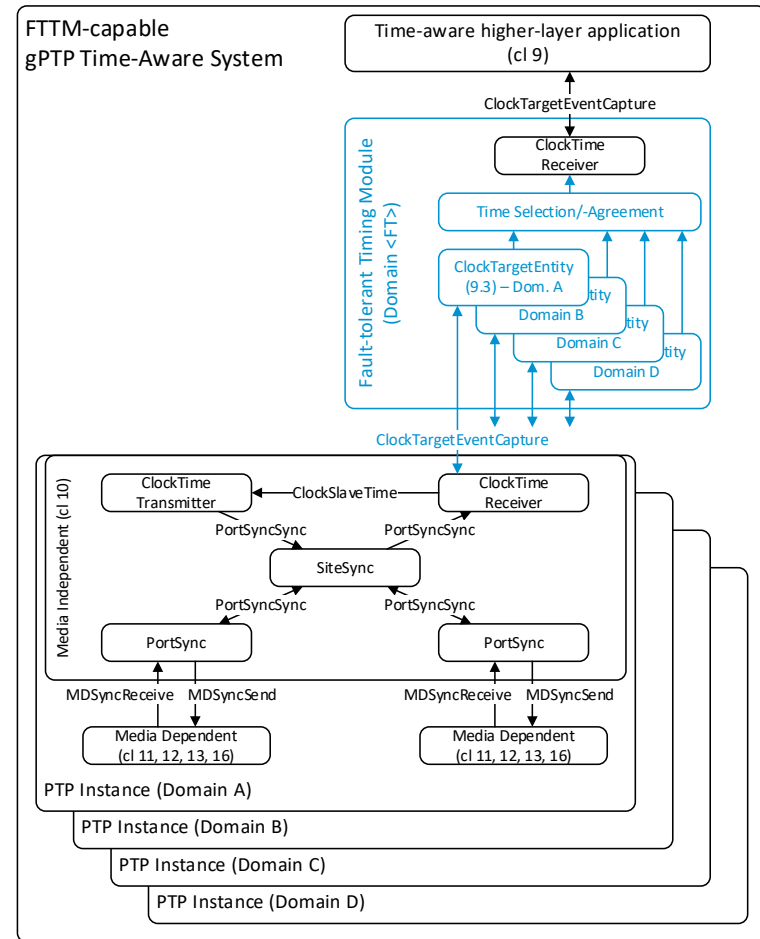 FTTM-capable
gPTP Time-Aware System
Time-aware higher-layer application
(cl 9)
ClockTargetEventCapture
Fault-tolerant Timing Module
(Domain <FT>)
ClockTime
Receiver
Time Selection/-Agreement
ClockTargetEntity
(9.3) – Dom. A
ntity
Domain B
ntity
Domain C
ntity
Domain D
ClockTargetEventCapture
Media Independent (cl 10)
ClockTime
Transmitter
ClockSlaveTime
ClockTime
Receiver
PortSyncSync
PortSyncSync
SiteSync
PortSyncSync
PortSyncSync
PortSync
PortSync
MDSyncReceive
MDSyncSend
MDSyncReceive
MDSyncSend
Media Dependent
(cl 11, 12, 13, 16)
Media Dependent
(cl 11, 12, 13, 16)
PTP Instance (Domain A)
PTP Instance (Domain B)
PTP Instance (Domain C)
PTP Instance (Domain D)